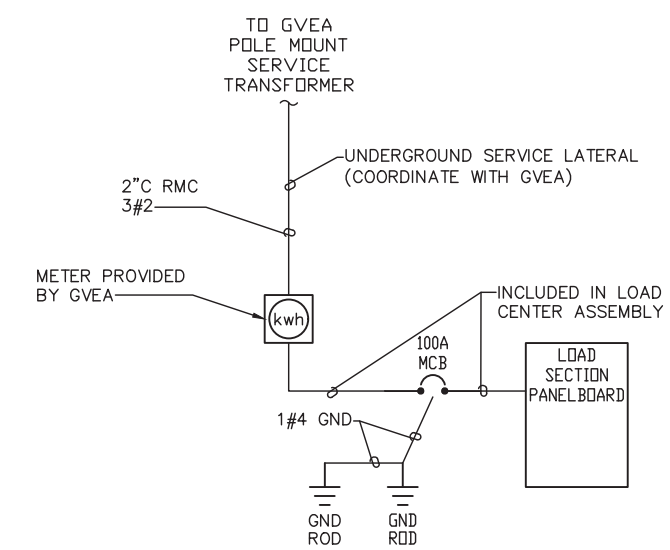 TO GVEA
POLE MOUNT
SERVICE
TRANSFORMER
UNDERGROUND SERVICE LATERAL
(COORDINATE WITH GVEA)
2"C RMC
3#2
METER PROVIDED
BY GVEA
kwh
INCLUDED IN LOAD
CENTER ASSEMBLY
100A
MCB
LOAD
SECTION
PANELBOARD
1#4 GND
GND
ROD
GND
ROD